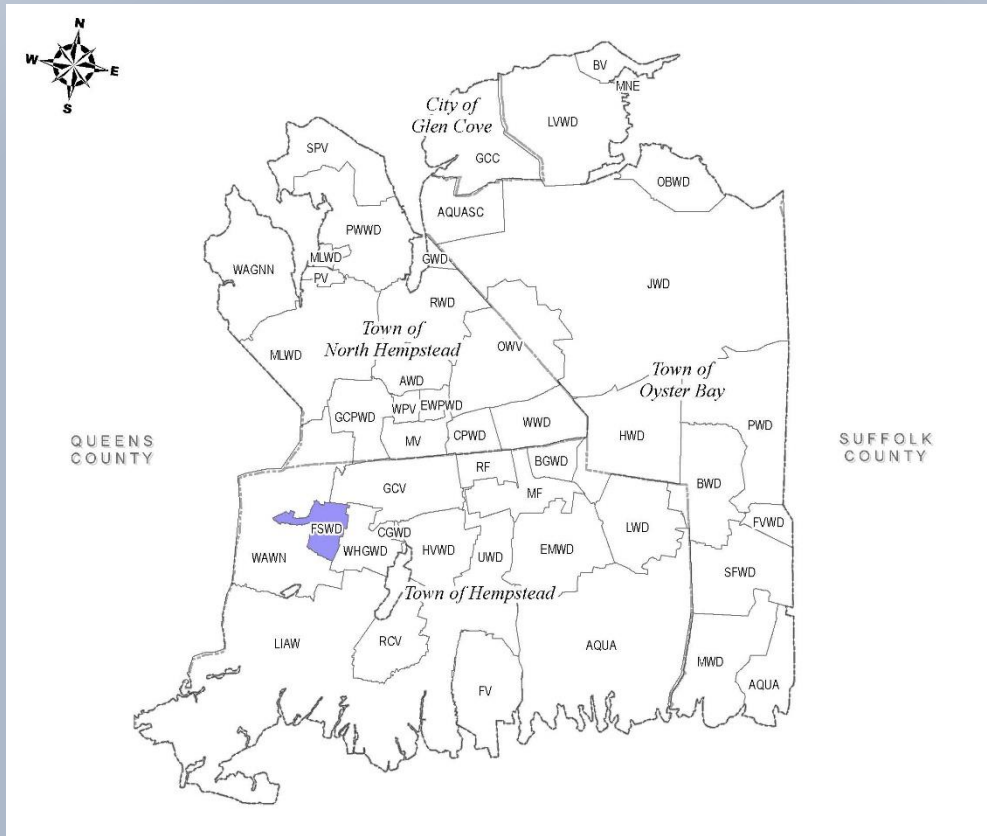 N
W
E
S
BV
MNE
City of
Glen Cove
LVWD
SPV
GCC
OBWD
AQUASC
PWWD
MLWD
GWD
WAGNN
PV
JWD
RWD
Town of
North Hempstead
OWV
MLWD
Town of
Oyster Bay
AWD
GCPWD
WPV
EWPWD
PWD
MV
CPWD
WWD
HWD
QUEENS
COUNTY
SUFFOLK
COUNTY
RF
BGWD
BWD
GCV
MF
FVWD
FSWD
CGWD
LWD
WAWN
WHGWD
HVWD
UWD
EMWD
SFWD
Town of Hempstead
LIAW
RCV
AQUA
MWD
FV
AQUA